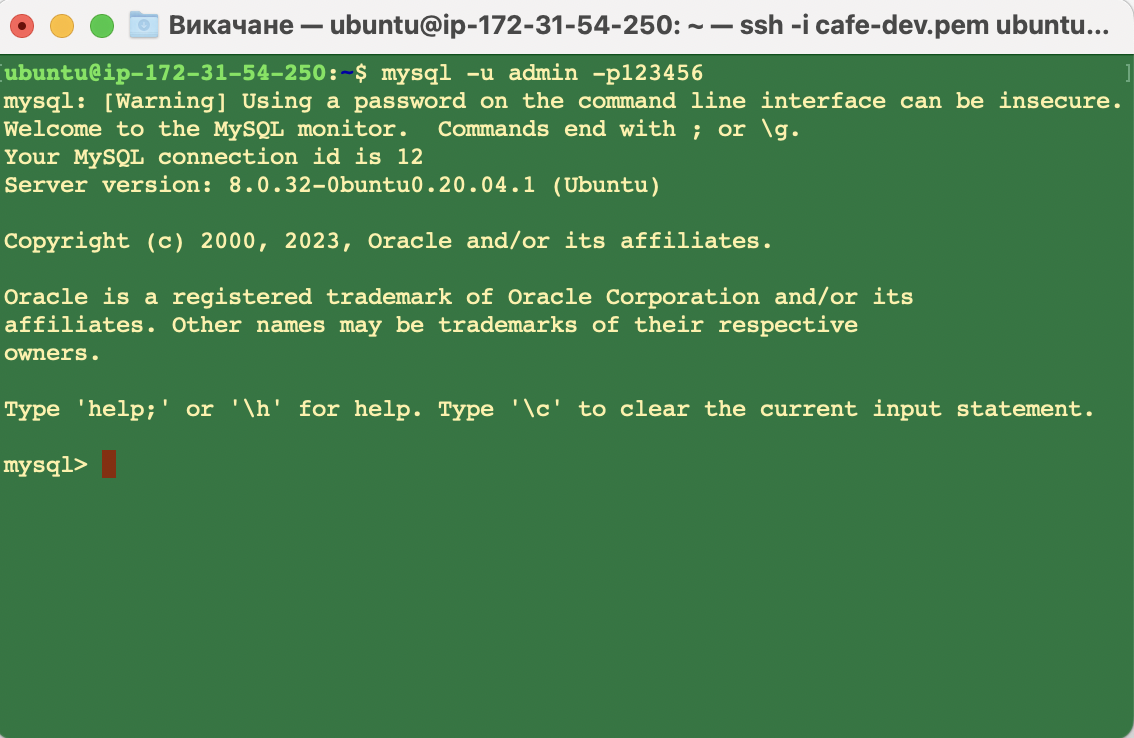 Викачане — ubuntu@ip-172-31-54-250: ~ — ssh -i cafe-dev.pem ubuntu...
[ubuntu@ip-172-31-54-250:~$ mysql -u admin -p123456 ]
mysql: [Warning] Using a password on the command line interface can be insecure.
Welcome to the MySQL monitor.  Commands end with ; or \g.
Your MySQL connection id is 12
Server version: 8.0.32-0buntu0.20.04.1 (Ubuntu)
Copyright (c) 2000, 2023, Oracle and/or its affiliates.
Oracle is a registered trademark of Oracle Corporation and/or its
affiliates. Other names may be trademarks of their respective
owners.
Type 'help;' or '\h' for help. Type '\c' to clear the current input statement.
mysql>